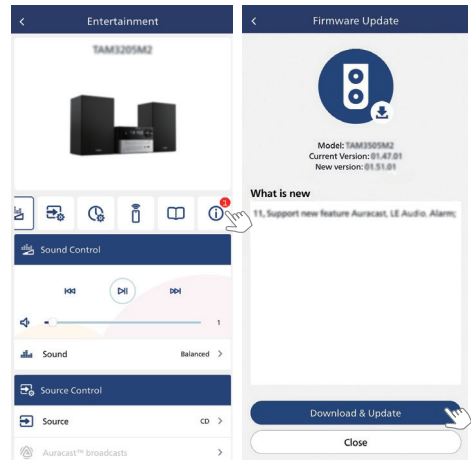 Entertainment
TAM3205M2
1
Sound Control
1
Sound
Balanced
Source Control
Source
CD
Auracast™ broadcasts
Firmware Update
Model: TAM3505M2
Current Version: 01.47.01
New version: 01.51.01
What is new
11, Support new feature Auracast, LE Audio. Alarm;
Download & Update
Close